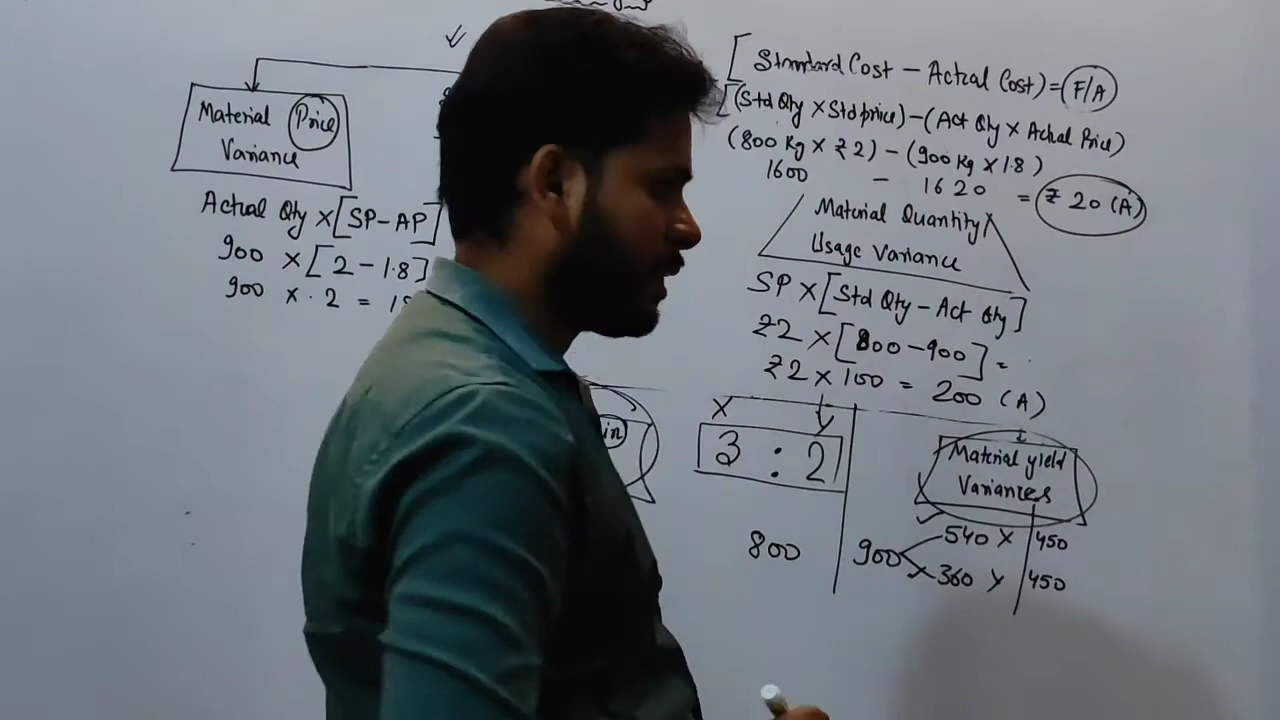 Material Price
Variance
Actual Qty × [SP – AP]
900 × [2 – 1.8]
900 × .2 =
[Standard Cost – Actual Cost) = F/A
[(Std Qty × Std price) – (Act Qty × Actual Price)
(800 Kg × ₹2) – (900 Kg × 1.8)
1600 – 1620 = ₹20 (A)
Material Quantity/
Usage Variance
SP × [Std Qty – Act Qty]
₹2 × [800 – 900] =
₹2 × 100 = 200 (A)
X Y
3 : 2
800
Material yield
Variances
900 540 X 450
360 Y 450